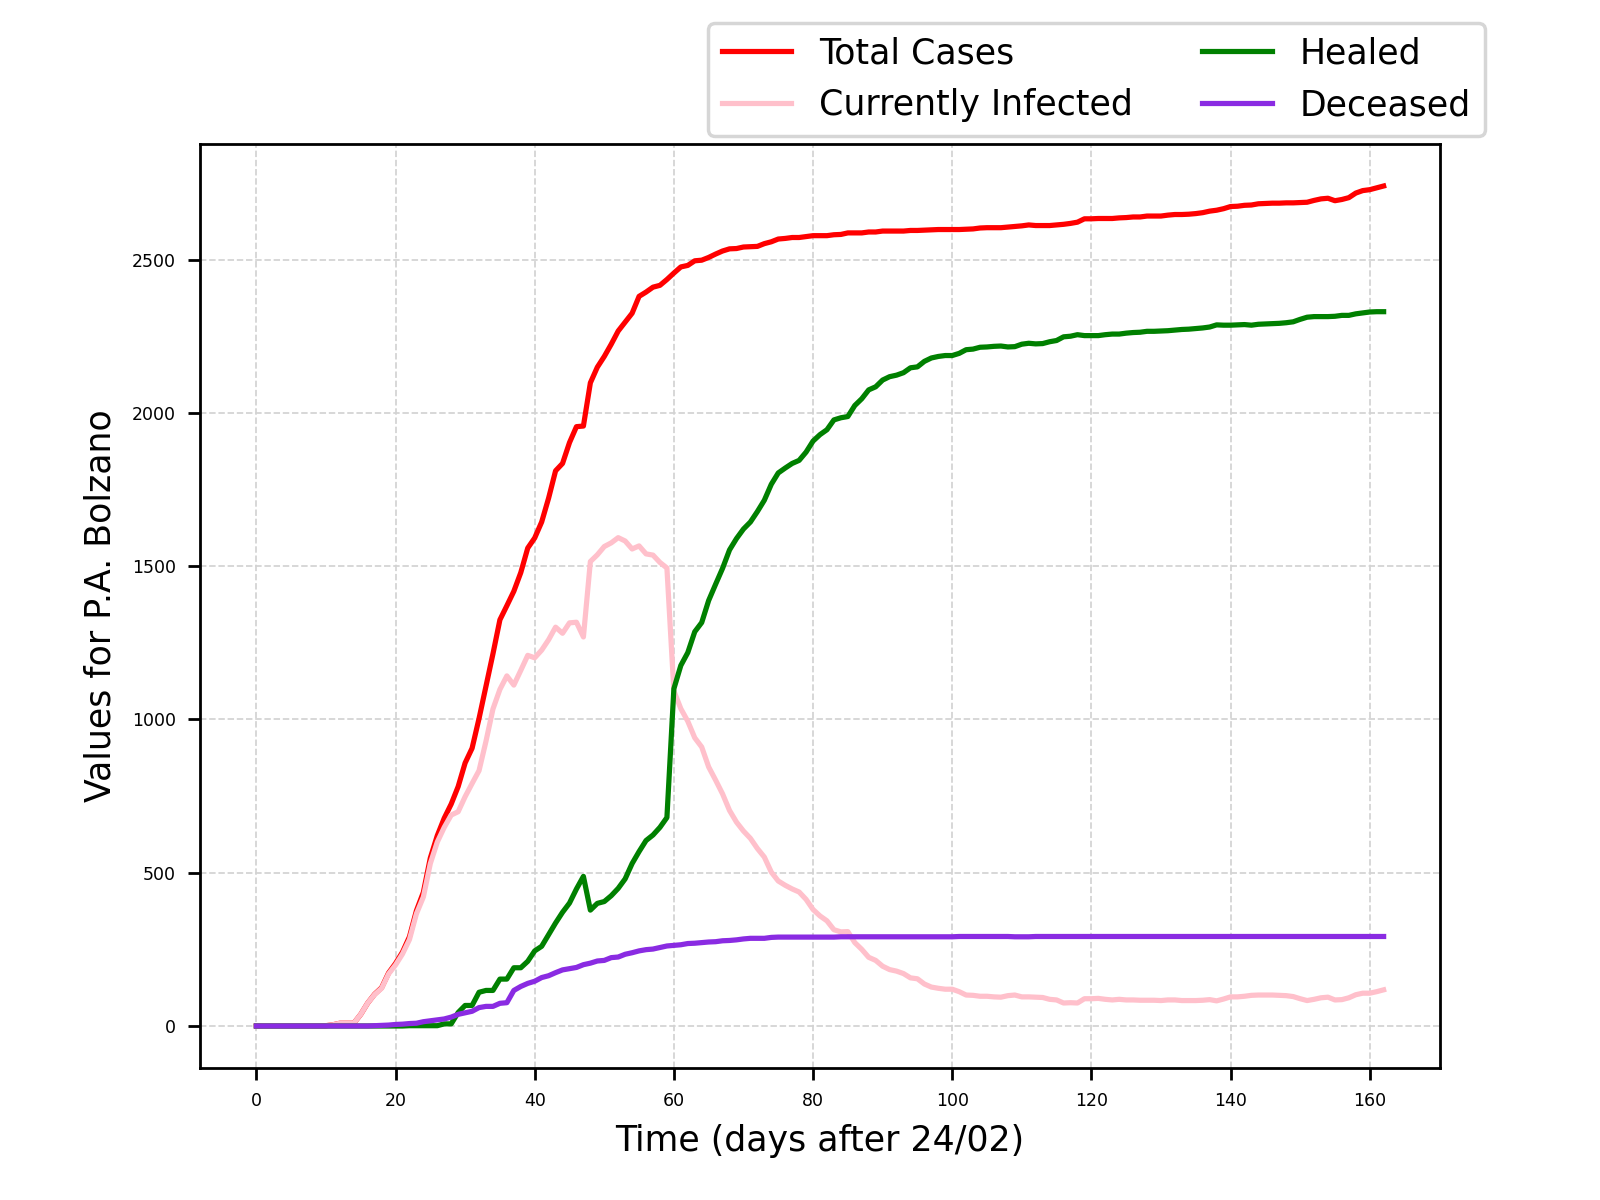 Total Cases
Currently Infected
Healed
Deceased
Values for P.A. Bolzano
2500
2000
1500
1000
500
0
0 20 40 60 80 100 120 140 160
Time (days after 24/02)